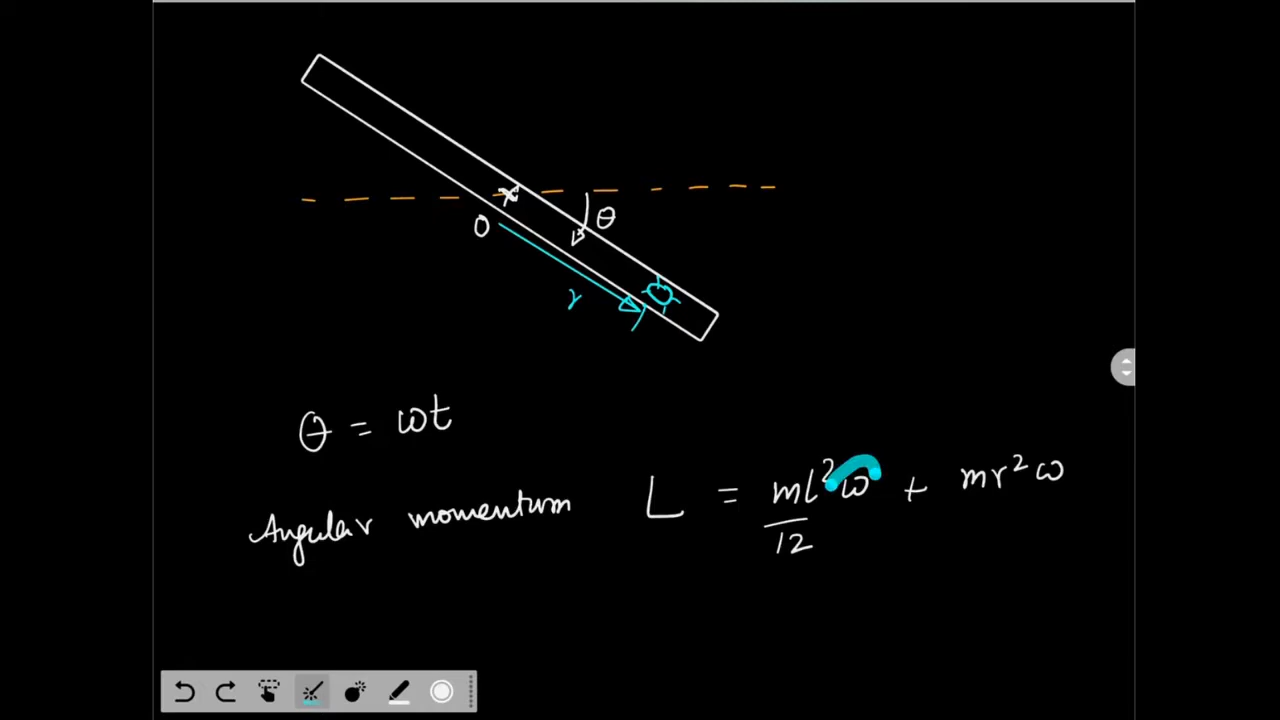 θ
O
r
θ = ωt
Angular momentum L = ml²ω/12 + mr²ω